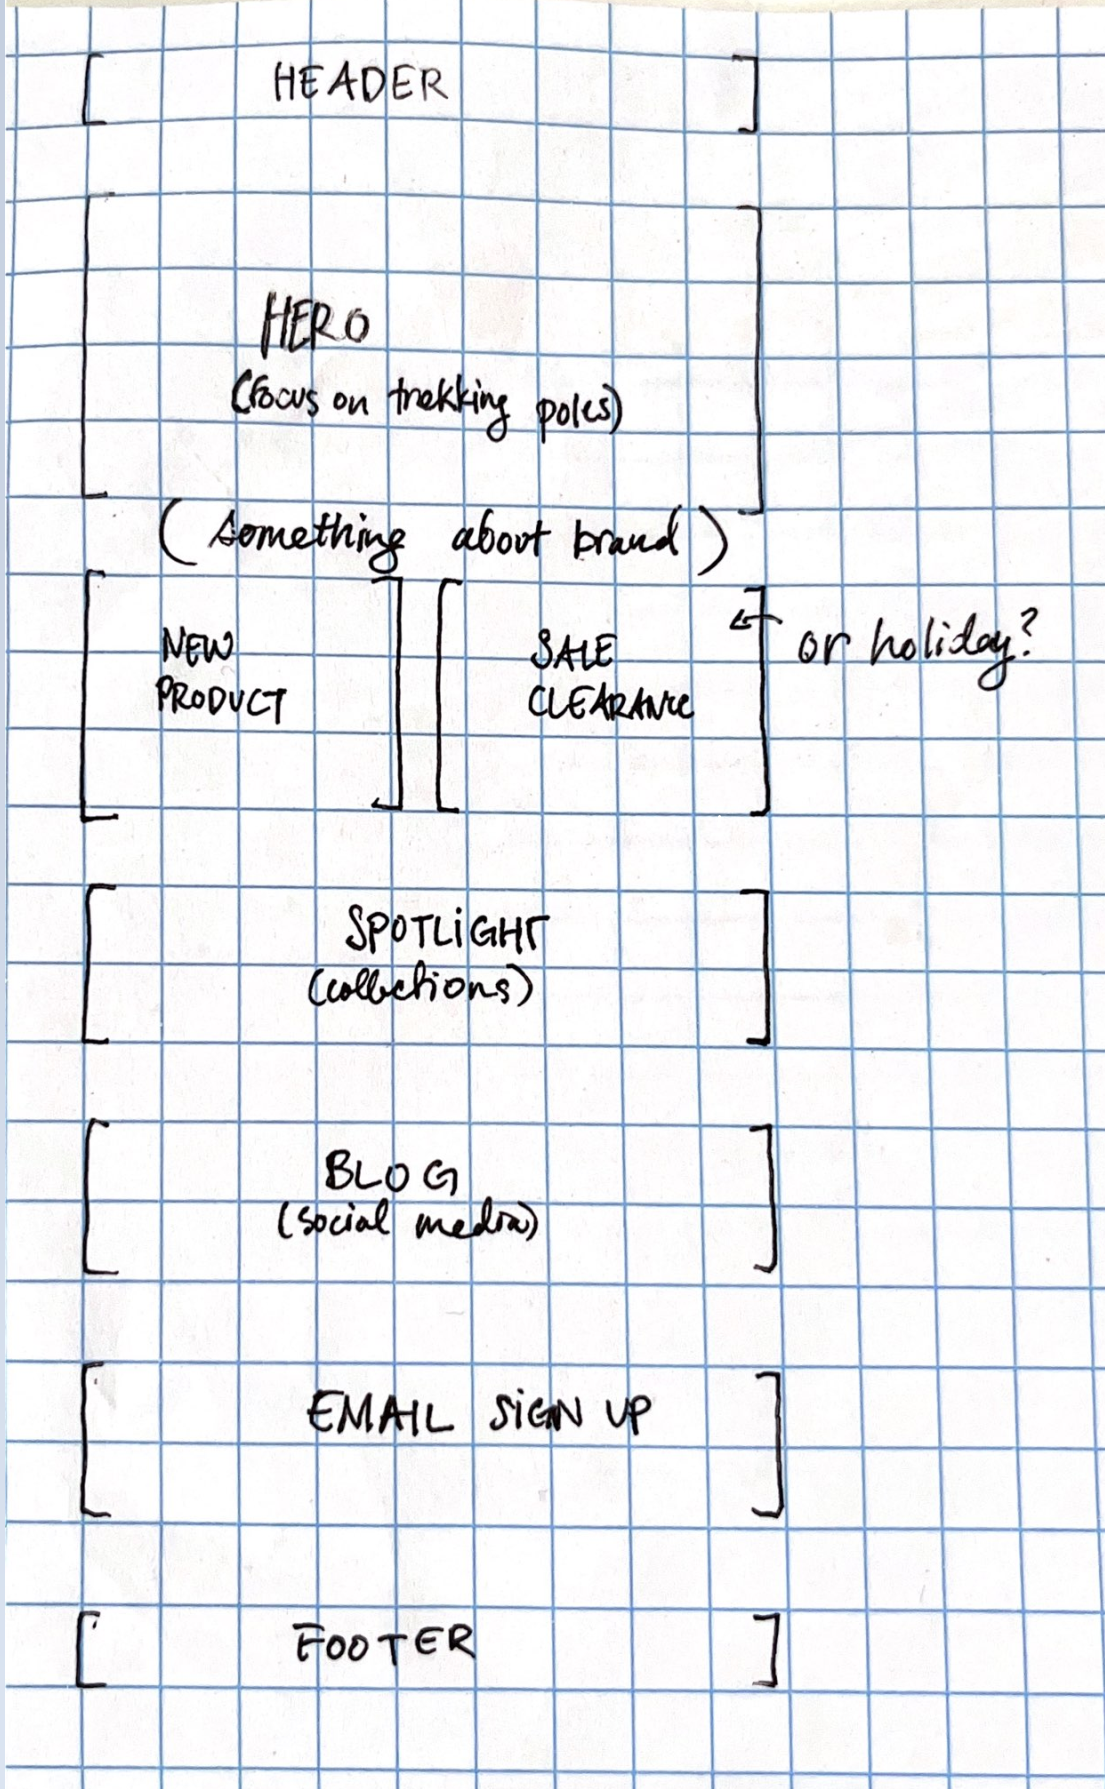 HEADER
HERO
(focus on trekking poles)
(something about brand)
NEW
PRODUCT
SALE
CLEARANCE
or holiday?
SPOTLiGHT
(collections)
BLOG
(social media)
EMAIL SiGN UP
FOOTER